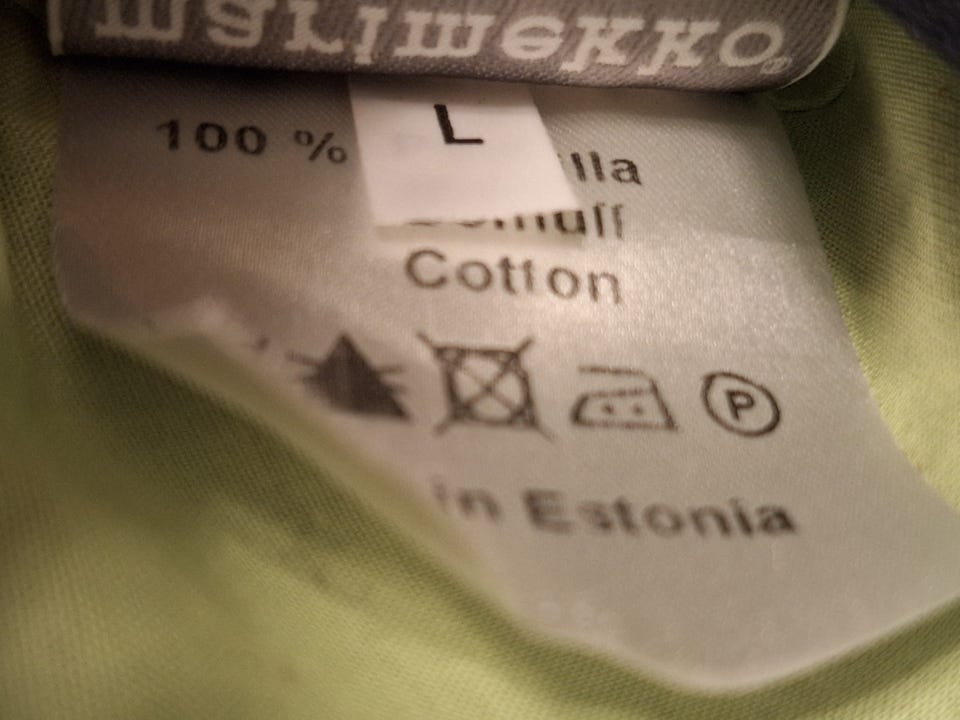 marimekko®
L
100 %
Cotton
P
in Estonia